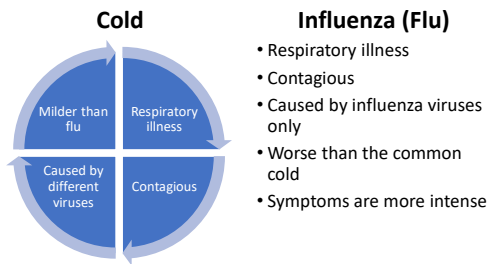 Cold
Milder than
flu
Respiratory
illness
Caused by
different
viruses
Contagious
Influenza (Flu)
• Respiratory illness
• Contagious
• Caused by influenza viruses
only
• Worse than the common
cold
• Symptoms are more intense